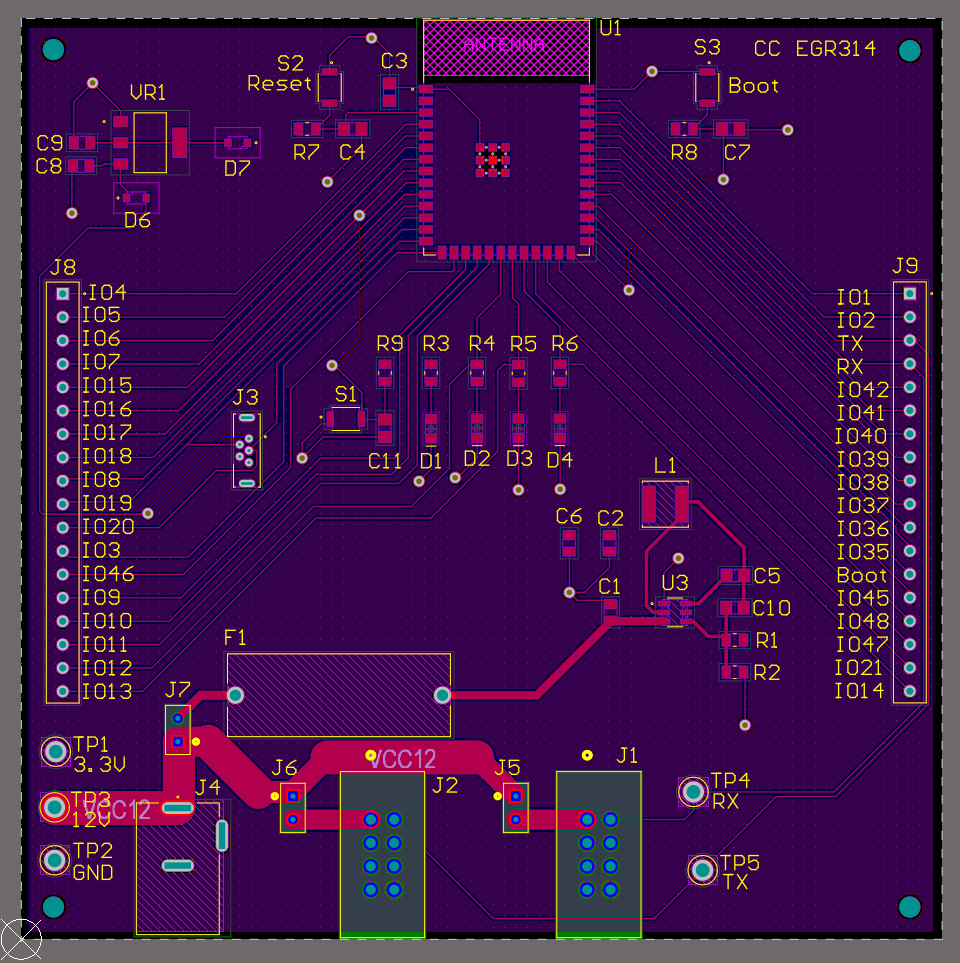 U1
ANTENNA
S3
CC EGR314
S2
C3
Reset
Boot
VR1
C9
R7
C4
R8
C7
C8
D7
D6
J8
J9
IO4
IO1
IO5
IO2
IO6
TX
IO7
RX
IO15
IO42
IO16
IO41
IO17
IO40
IO18
IO39
IO8
IO38
IO19
IO37
IO20
IO36
IO3
IO35
IO46
Boot
IO9
IO45
IO10
IO48
IO11
IO47
IO12
IO21
IO13
IO14
R9
R3
R4
R5
R6
J3
S1
C11
D1
D2
D3
D4
L1
C6
C2
C1
U3
C5
C10
R1
R2
F1
J7
TP1
3.3V
VCC12
J6
J2
J5
J1
TP3
12V
VCC12
J4
TP4
RX
TP2
GND
TP5
TX